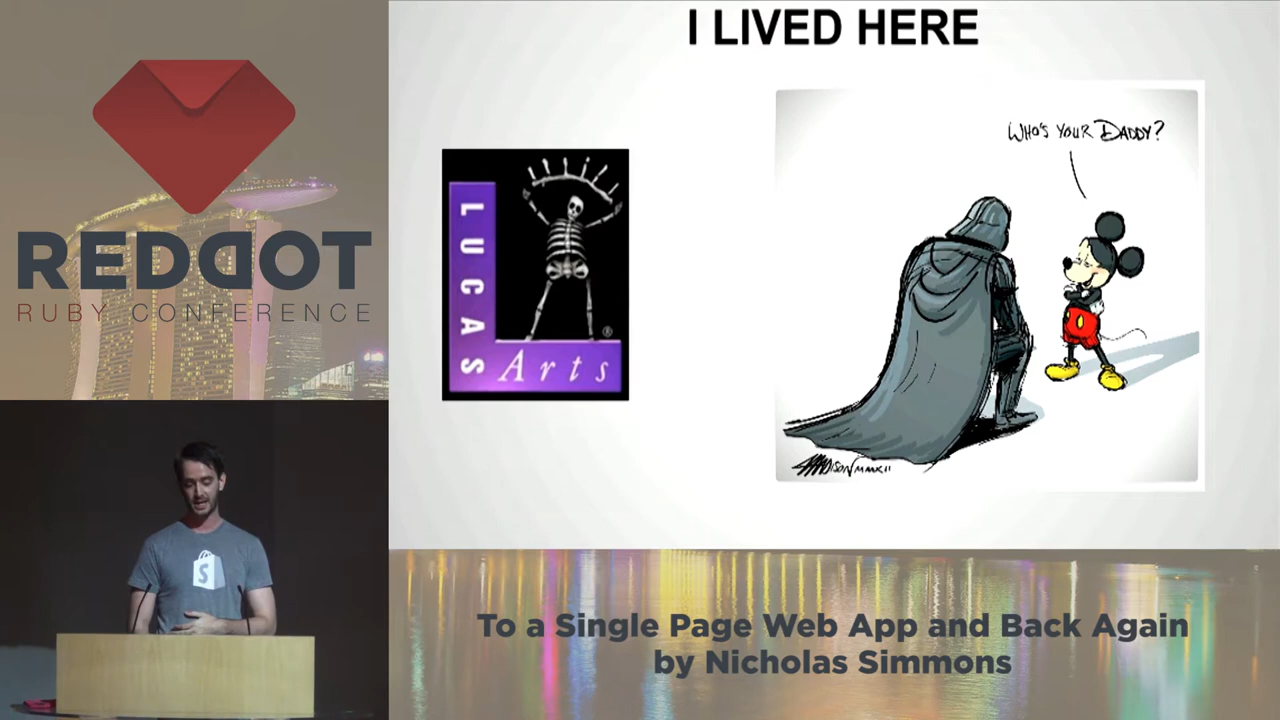 REDDOT
RUBY CONFERENCE
I LIVED HERE
LUCAS
Arts
®
WHO'S YOUR DADDY?
S
To a Single Page Web App and Back Again
by Nicholas Simmons